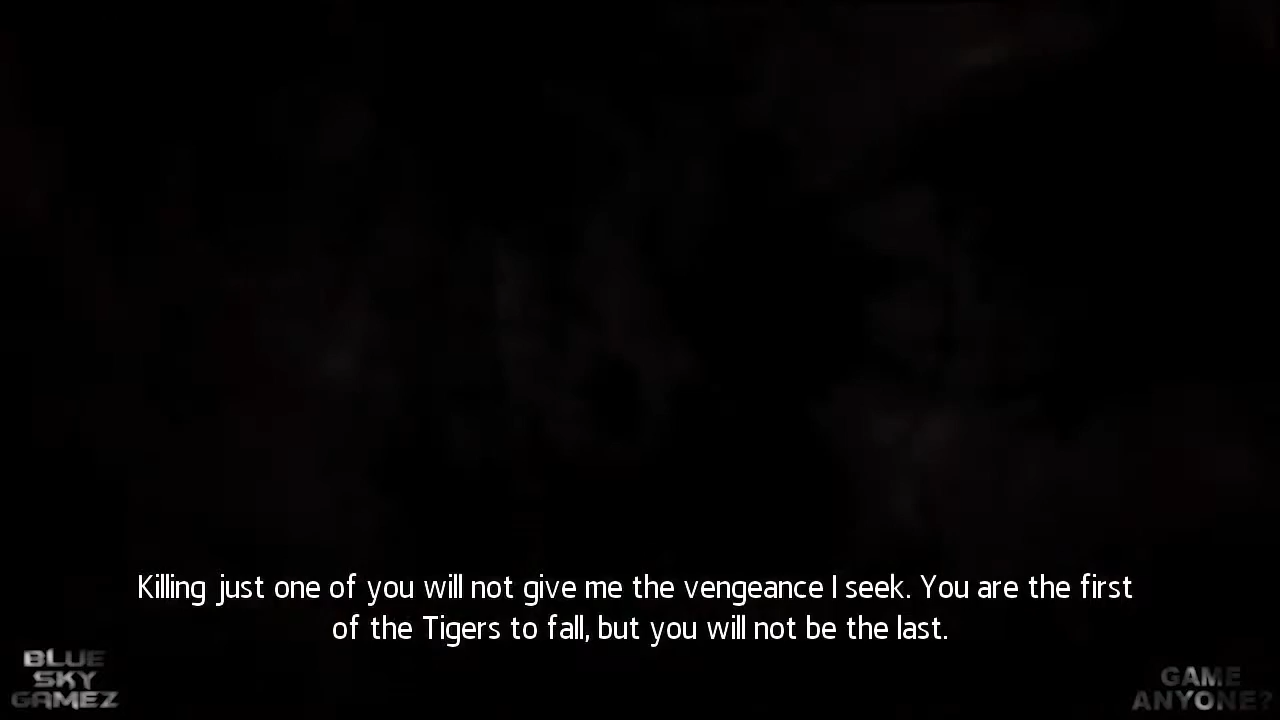 Killing just one of you will not give me the vengeance I seek. You are the first
of the Tigers to fall, but you will not be the last.
BLUE
SKY
GAMEZ
GAME
ANYONE?